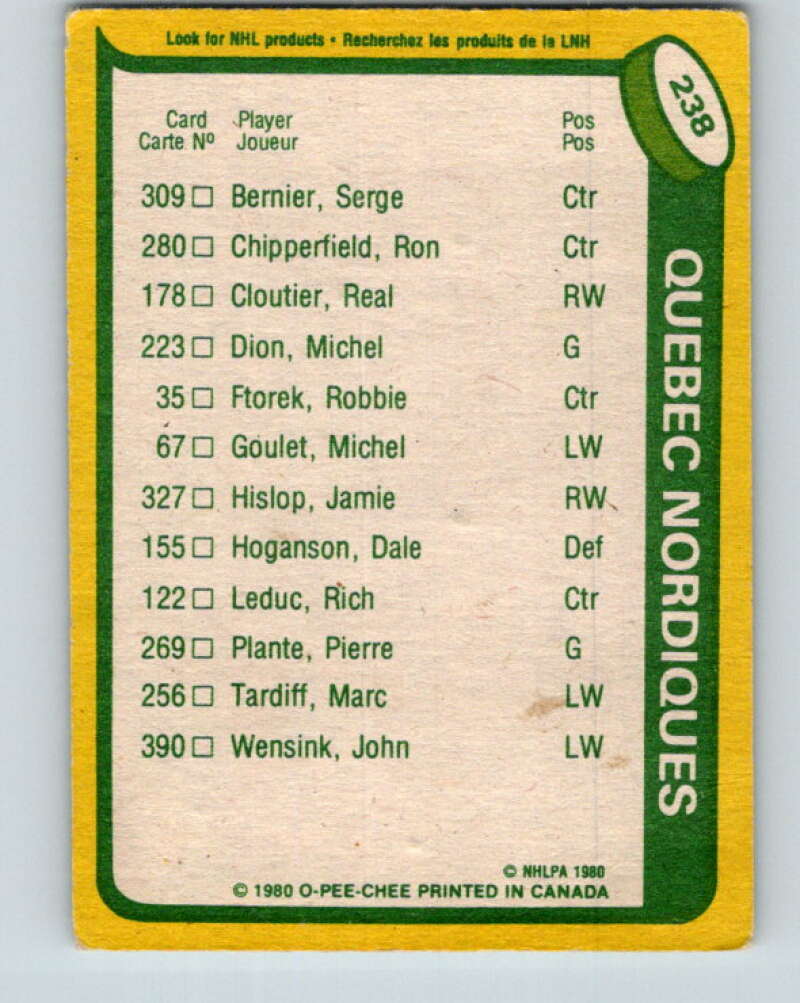 Look for NHL products • Recherchez les produits de la LNH
238
Card Player Pos
Carte Nº Joueur Pos
309 □ Bernier, Serge Ctr
280 □ Chipperfield, Ron Ctr
178 □ Cloutier, Real RW
223 □ Dion, Michel G
35 □ Ftorek, Robbie Ctr
67 □ Goulet, Michel LW
327 □ Hislop, Jamie RW
155 □ Hoganson, Dale Def
122 □ Leduc, Rich Ctr
269 □ Plante, Pierre G
256 □ Tardiff, Marc LW
390 □ Wensink, John LW
QUEBEC NORDIQUES
© NHLPA 1980
© 1980 O-PEE-CHEE PRINTED IN CANADA